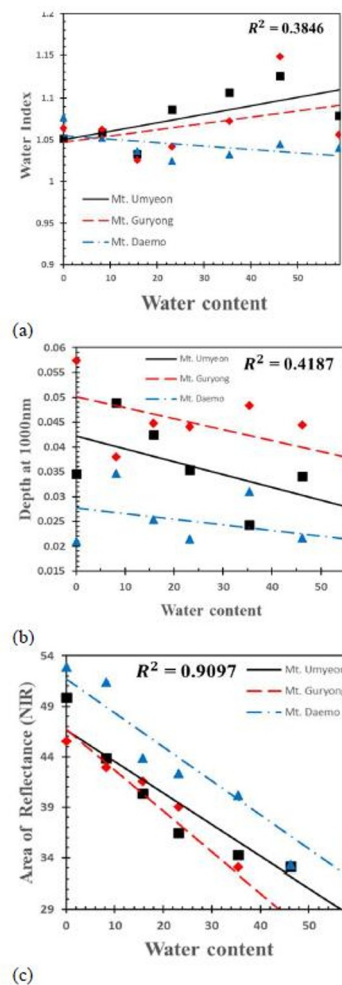 R² = 0.3846
1.2
1.15
1.1
1.05
1
0.95
0.9
Water Index
Mt. Umyeon
Mt. Guryong
Mt. Daemo
0 10 20 30 40 50
Water content
(a)
0.06
0.055
0.05
0.045
0.04
0.035
0.03
0.025
0.02
0.015
Depth at 1000nm
Mt. Umyeon
Mt. Guryong
Mt. Daemo
R² = 0.4187
0 10 20 30 40 50
Water content
(b)
54
49
44
39
34
29
Area of Reflectance (NIR)
R² = 0.9097
Mt. Umyeon
Mt. Guryong
Mt. Daemo
0 10 20 30 40 50
Water content
(c)